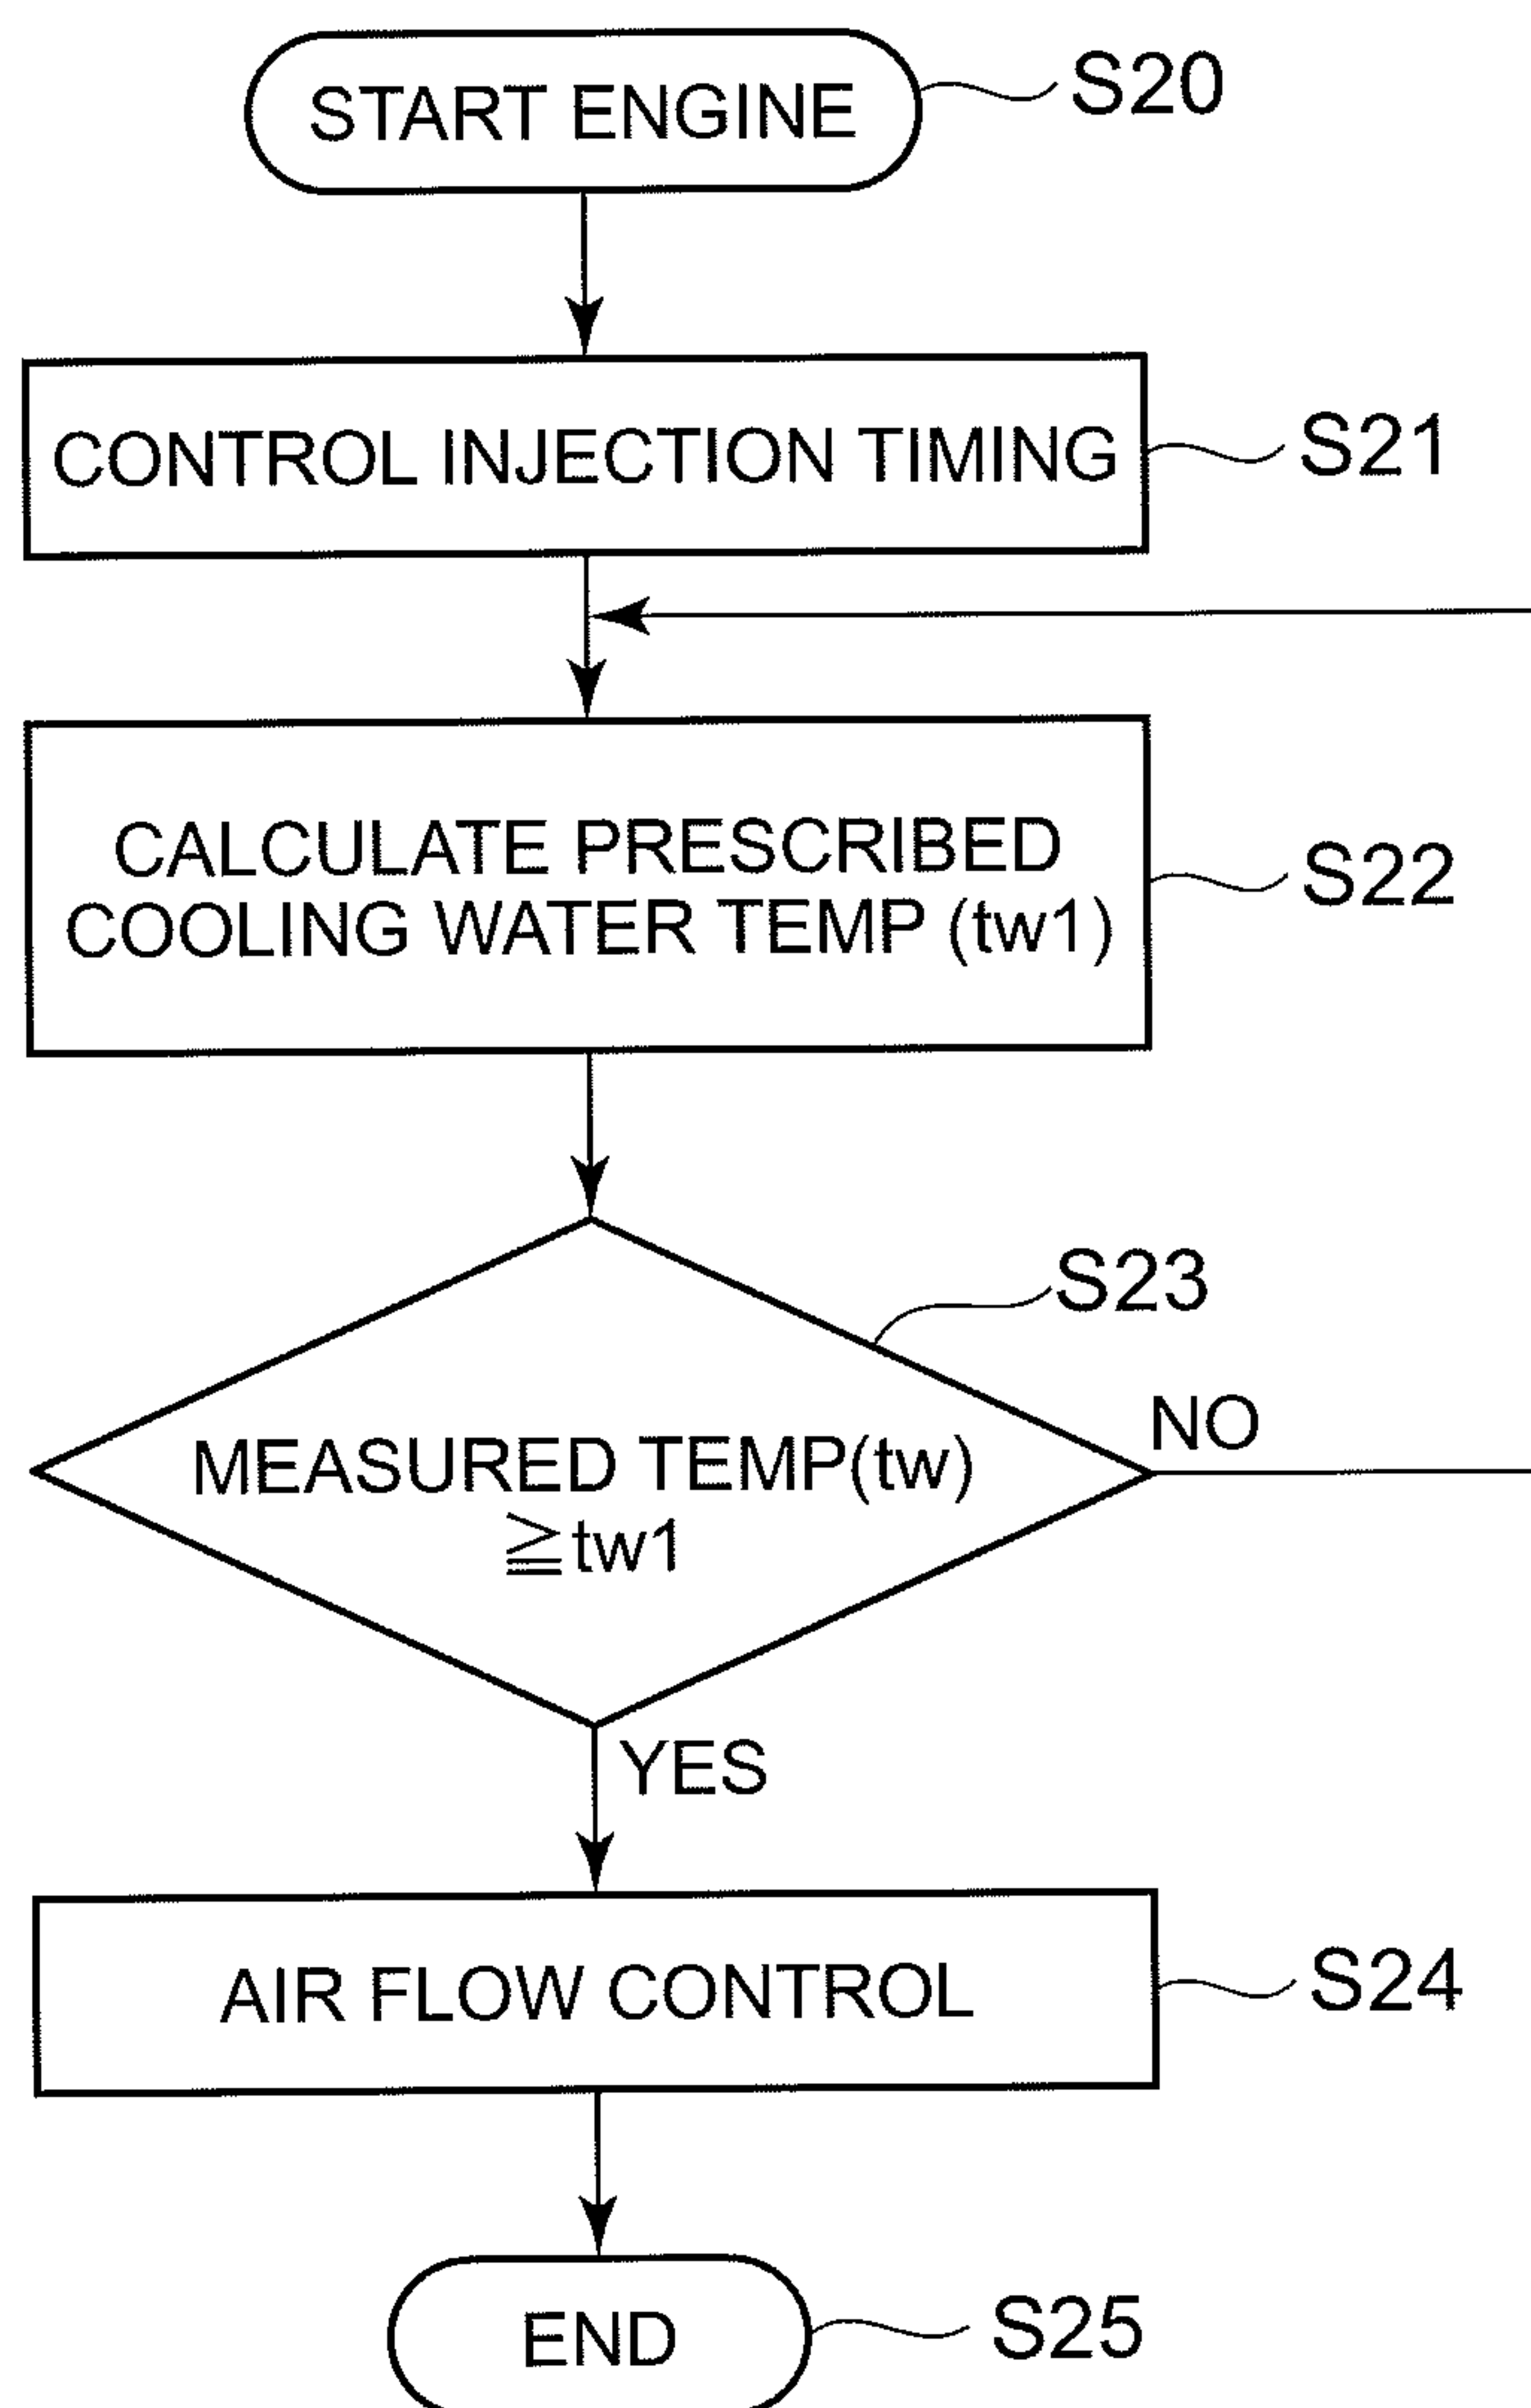 START ENGINE
S20
CONTROL INJECTION TIMING
S21
CALCULATE PRESCRIBED
COOLING WATER TEMP (tw1)
S22
S23
MEASURED TEMP(tw)
≧tw1
NO
YES
AIR FLOW CONTROL
S24
END
S25